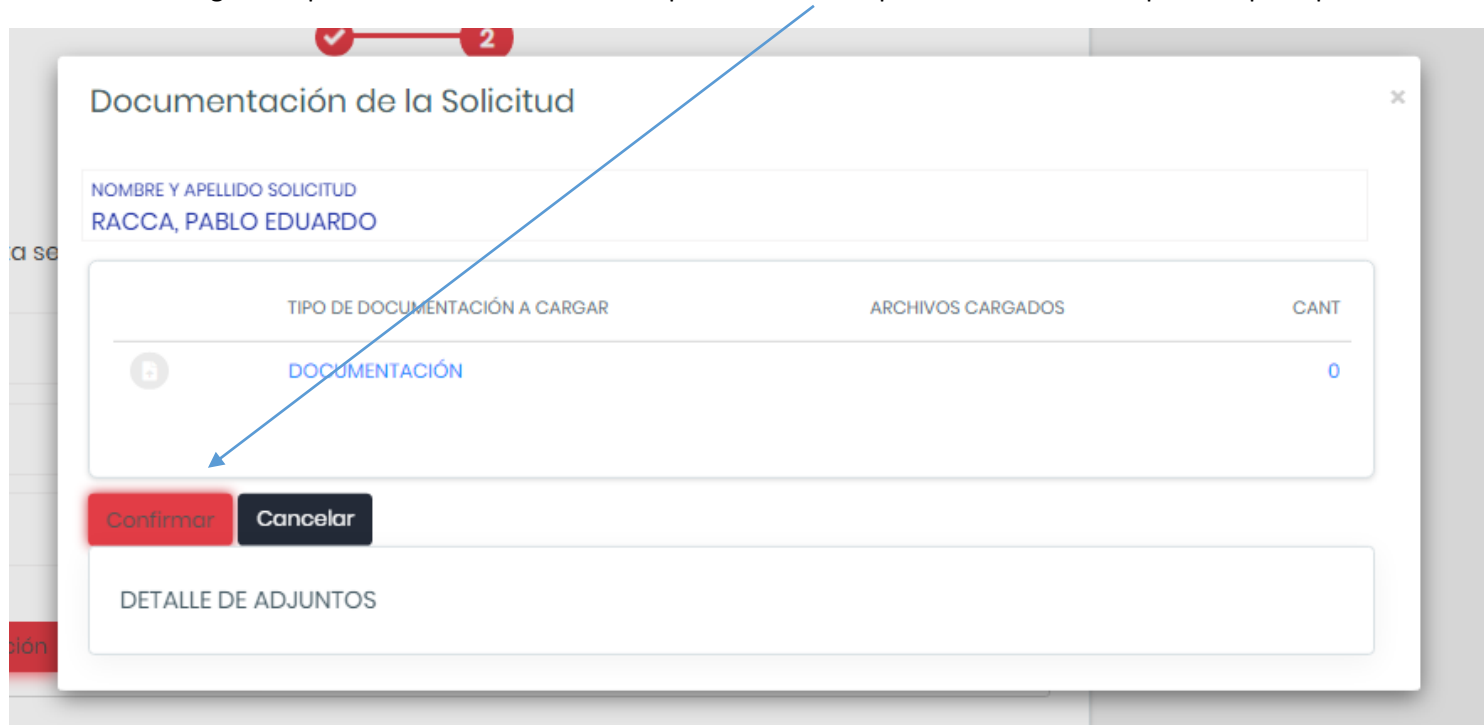 2
Documentación de la Solicitud
×
NOMBRE Y APELLIDO SOLICITUD
RACCA, PABLO EDUARDO
TIPO DE DOCUMENTACIÓN A CARGAR ARCHIVOS CARGADOS CANT
DOCUMENTACIÓN 0
Confirmar Cancelar
DETALLE DE ADJUNTOS